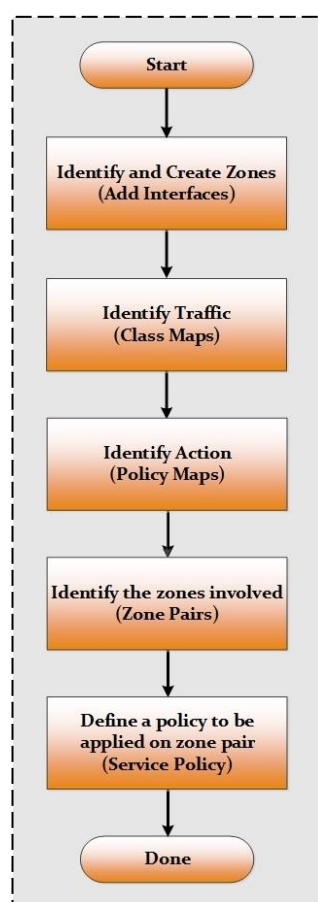 Start
Identify and Create Zones
(Add Interfaces)
Identify Traffic
(Class Maps)
Identify Action
(Policy Maps)
Identify the zones involved
(Zone Pairs)
Define a policy to be
applied on zone pair
(Service Policy)
Done